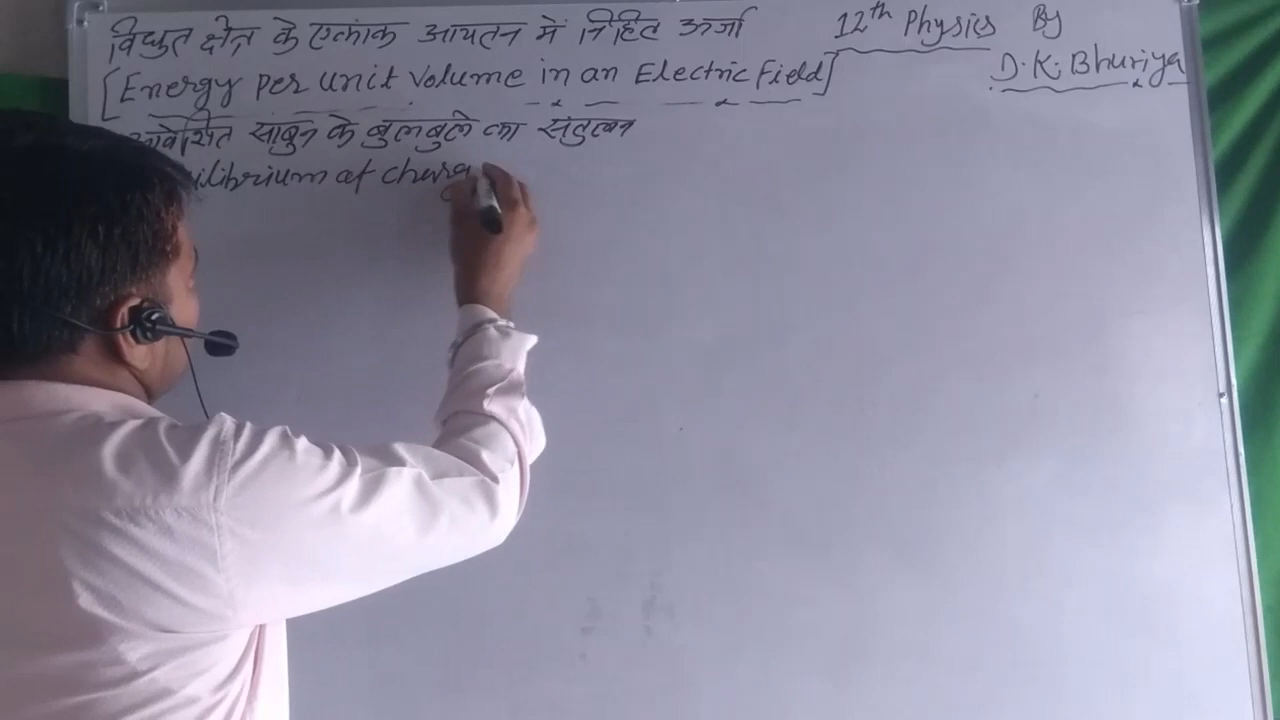 विद्युत क्षेत्र के एकांक आयतन में निहित ऊर्जा
12th Physics By
[Energy per unit volume in an Electric Field]
D.K. Bhuriya
आवेशित साबुन के बुलबुले का संतुलन
ilibrium of charg